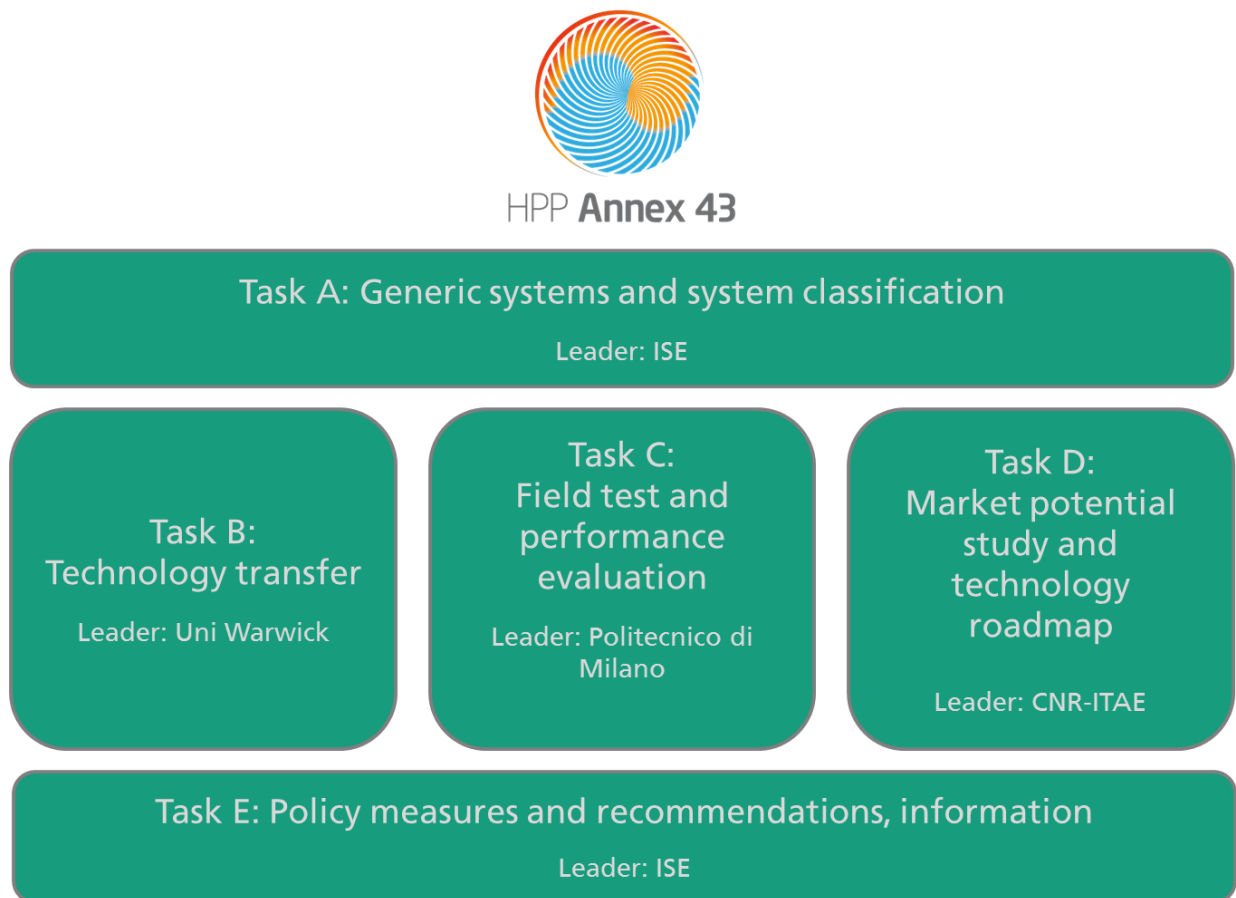 HPP Annex 43
Task A: Generic systems and system classification
Leader: ISE
Task B:
Technology transfer
Leader: Uni Warwick
Task C:
Field test and
performance
evaluation
Leader: Politecnico di
Milano
Task D:
Market potential
study and
technology
roadmap
Leader: CNR-ITAE
Task E: Policy measures and recommendations, information
Leader: ISE